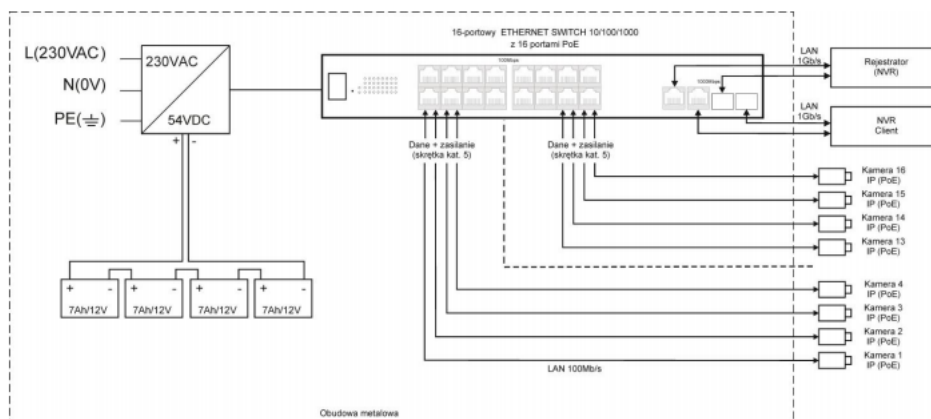 16-portowy ETHERNET SWITCH 10/100/1000
z 16 portami PoE
100Mbps
1000Mbps
L(230VAC)
N(0V)
PE(⏚)
230VAC
54VDC
+ -
LAN
1Gb/s
Rejestrator
(NVR)
LAN
1Gb/s
NVR
Client
Dane + zasilanie
(skrętka kat. 5)
Dane + zasilanie
(skrętka kat. 5)
Kamera 16
IP (PoE)
Kamera 15
IP (PoE)
Kamera 14
IP (PoE)
Kamera 13
IP (PoE)
+ - + - + - + -
7Ah/12V 7Ah/12V 7Ah/12V 7Ah/12V
Kamera 4
IP (PoE)
Kamera 3
IP (PoE)
Kamera 2
IP (PoE)
Kamera 1
IP (PoE)
LAN 100Mb/s
Obudowa metalowa